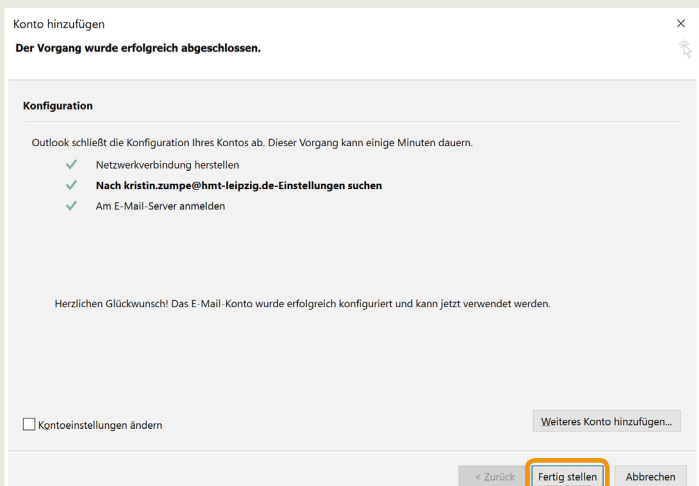 Konto hinzufügen
Der Vorgang wurde erfolgreich abgeschlossen.
Konfiguration
Outlook schließt die Konfiguration Ihres Kontos ab. Dieser Vorgang kann einige Minuten dauern.
Netzwerkverbindung herstellen
Nach kristin.zumpe@hmt-leipzig.de-Einstellungen suchen
Am E-Mail-Server anmelden
Herzlichen Glückwunsch! Das E-Mail-Konto wurde erfolgreich konfiguriert und kann jetzt verwendet werden.
Kontoeinstellungen ändern
Weiteres Konto hinzufügen...
< Zurück Fertig stellen Abbrechen